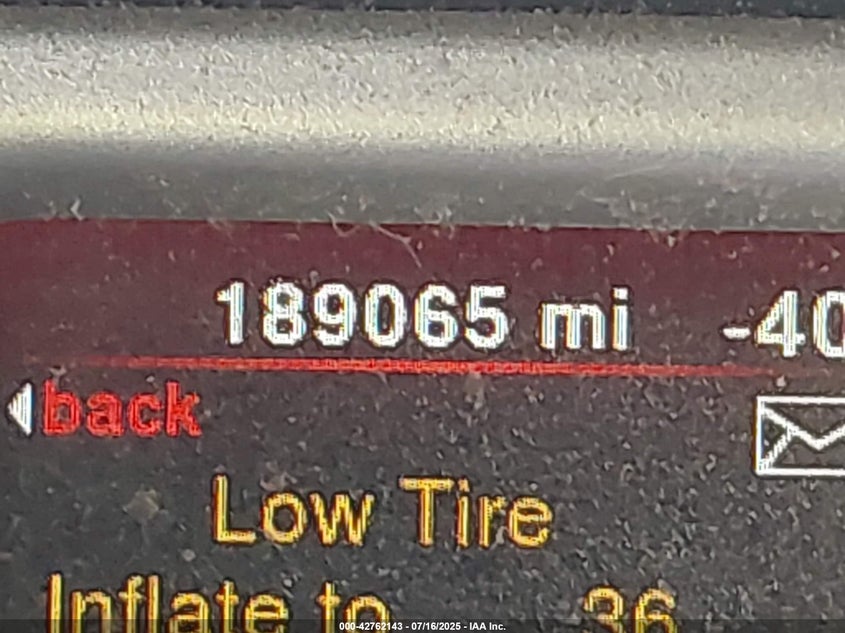 189065 mi -40
back
Low Tire
Inflate to 36
000-42762143 - 07/16/2025 - IAA Inc.